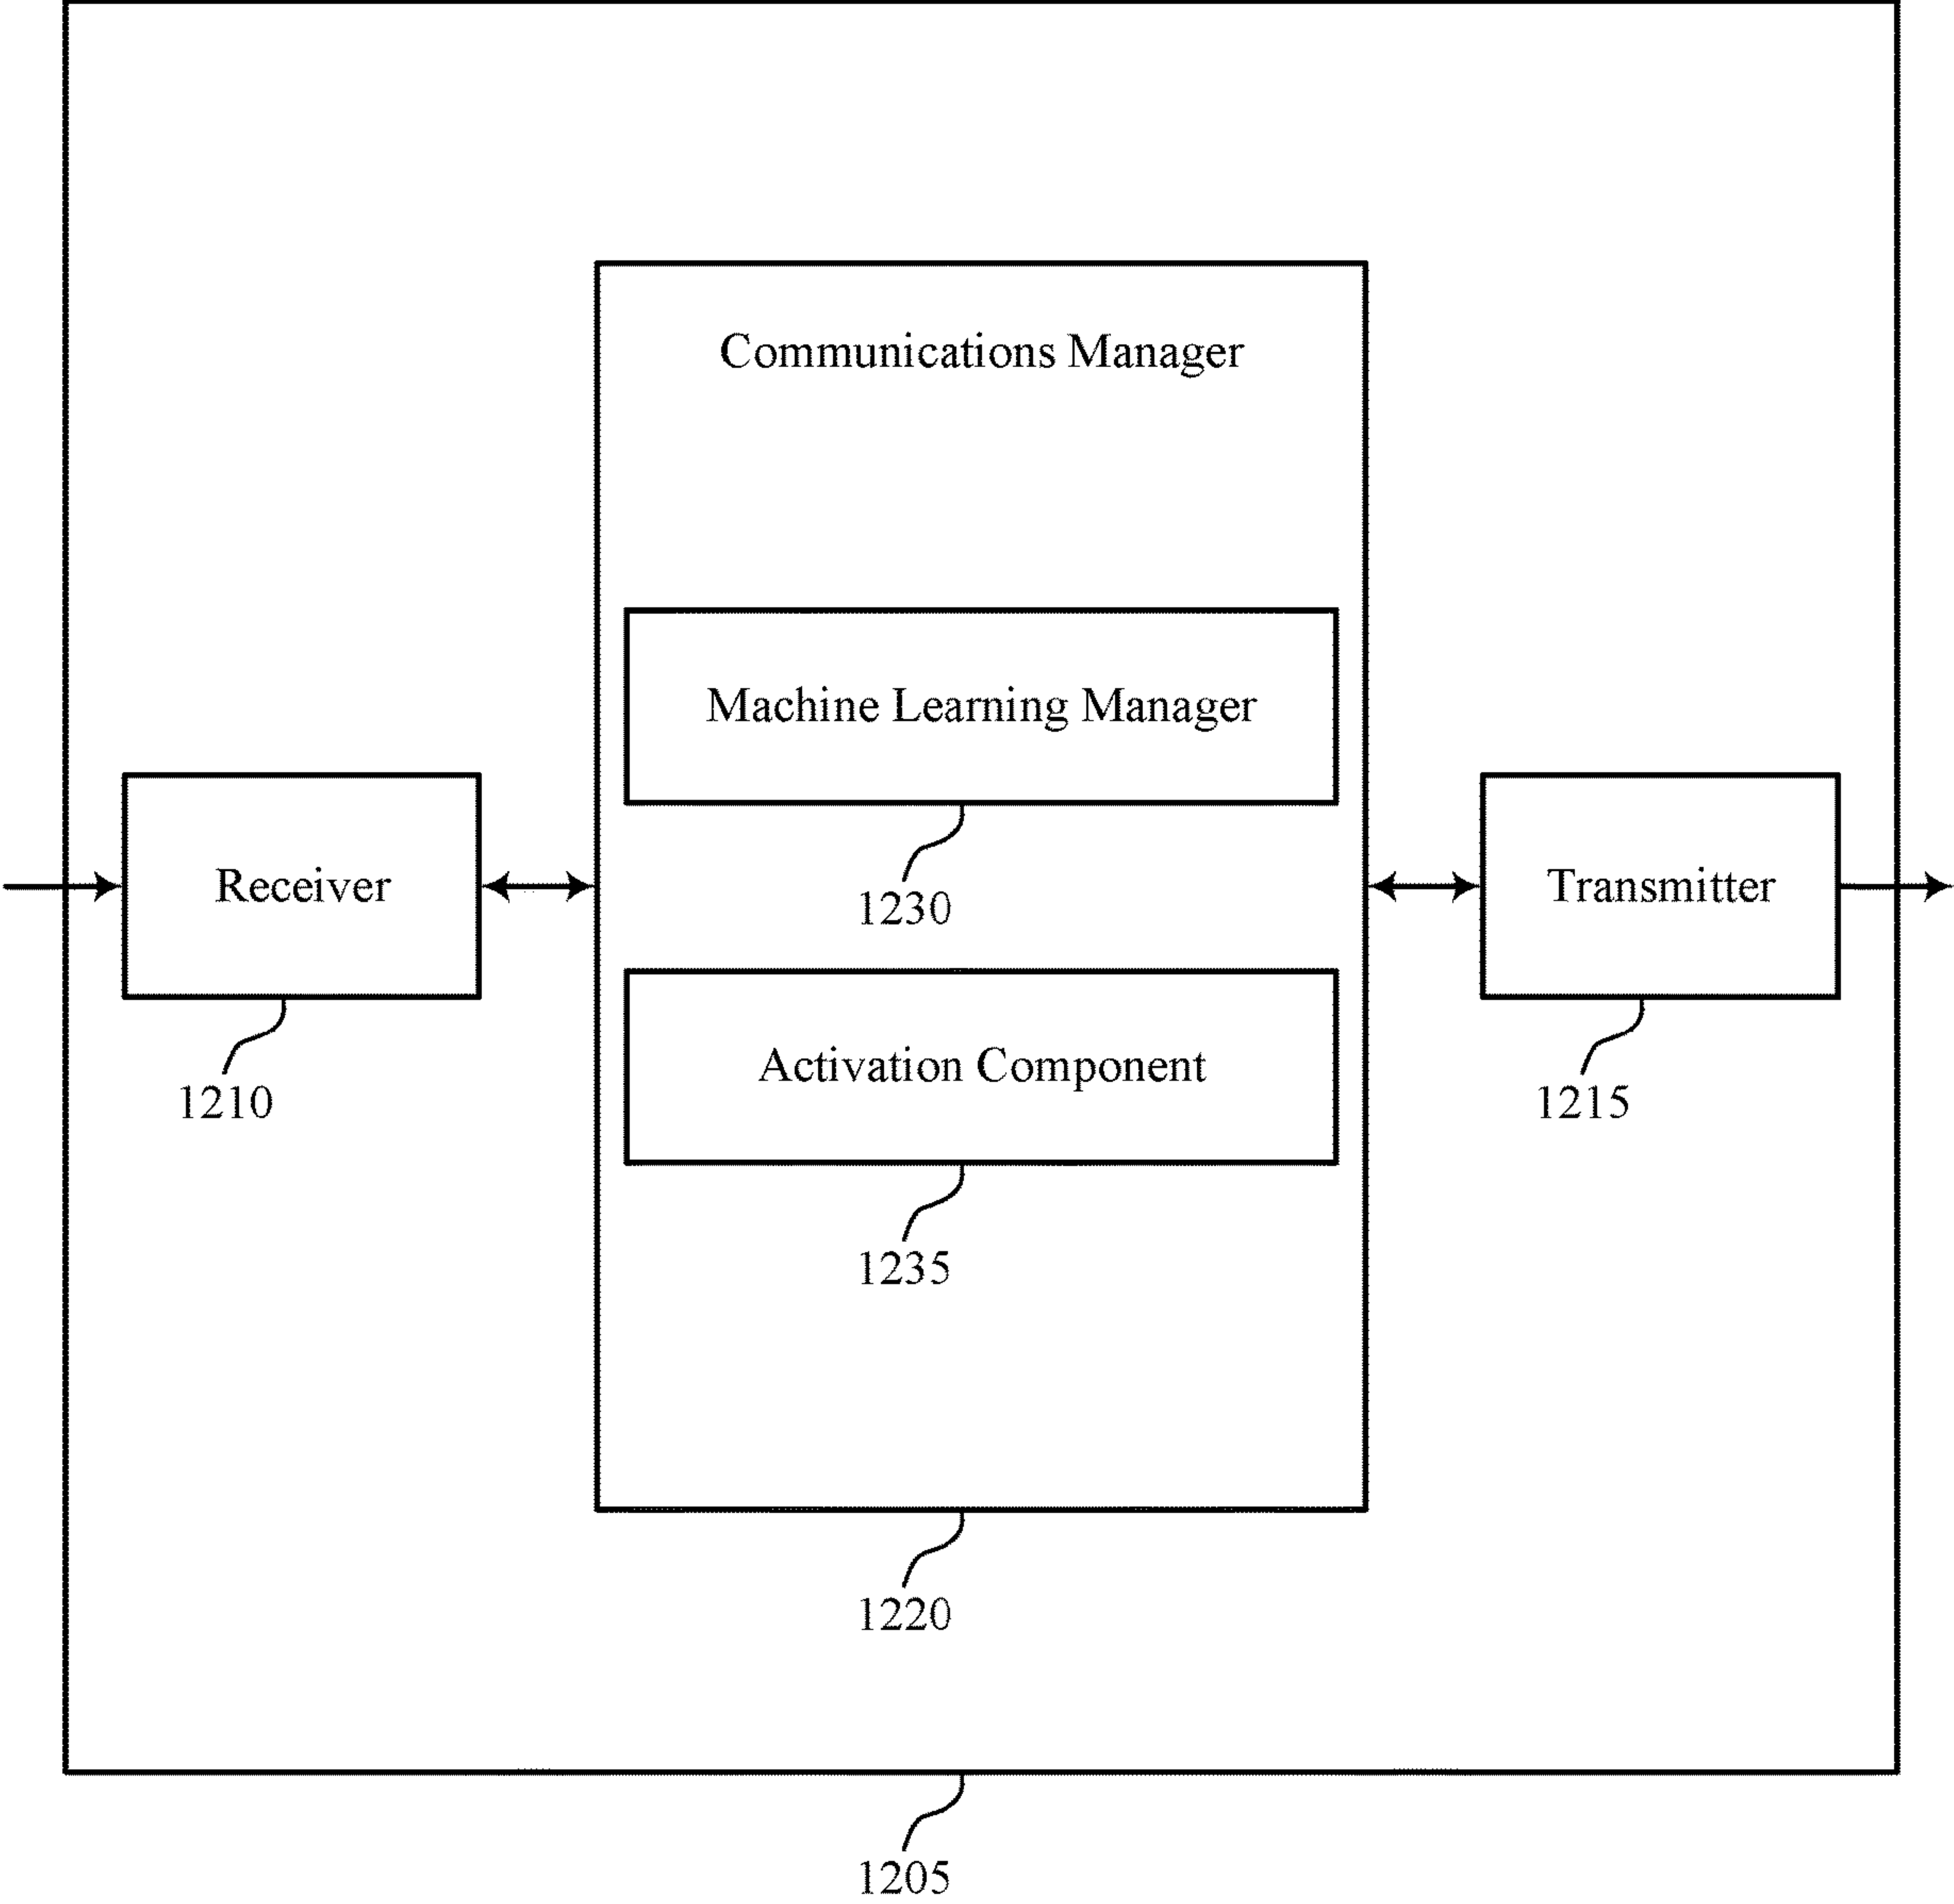 Communications Manager
Machine Learning Manager
Receiver
Transmitter
1230
Activation Component
1210
1215
1235
1220
1205